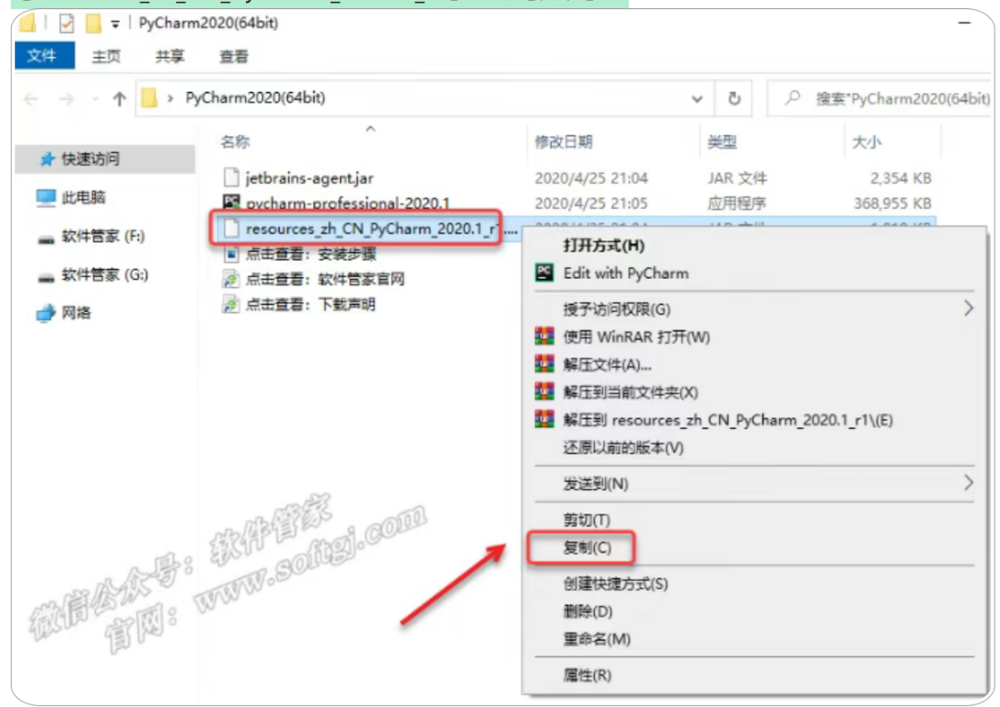 PyCharm2020(64bit)
文件 主页 共享 查看
PyCharm2020(64bit)
搜索"PyCharm2020(64bit)
名称 修改日期 类型 大小
快速访问
此电脑
软件管家 (F:)
软件管家 (G:)
网络
jetbrains-agent.jar 2020/4/25 21:04 JAR 文件 2,354 KB
pycharm-professional-2020.1 2020/4/25 21:05 应用程序 368,955 KB
resources_zh_CN_PyCharm_2020.1_r1....
点击查看：安装步骤
点击查看：软件管家官网
点击查看：下载声明
打开方式(H)
Edit with PyCharm
授予访问权限(G)
使用 WinRAR 打开(W)
解压文件(A)...
解压到当前文件夹(X)
解压到 resources_zh_CN_PyCharm_2020.1_r1\(E)
还原以前的版本(V)
发送到(N)
剪切(T)
复制(C)
创建快捷方式(S)
删除(D)
重命名(M)
属性(R)
微信公众号：软件管家
官网：www.softgj.com